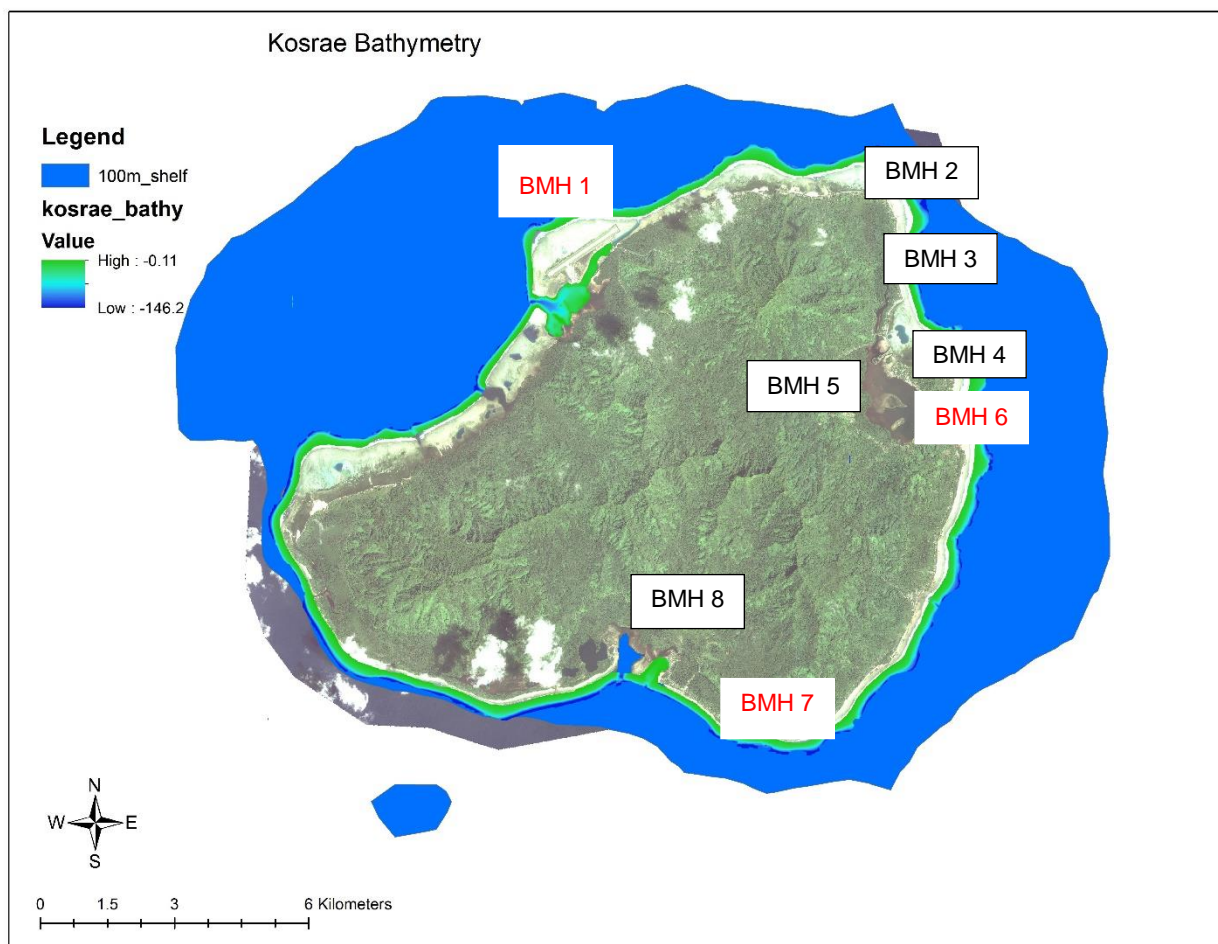 Kosrae Bathymetry
Legend
100m_shelf
kosrae_bathy
Value
High : -0.11
Low : -146.2
BMH 1
BMH 2
BMH 3
BMH 4
BMH 5
BMH 6
BMH 8
BMH 7
N
W E
S
0 1.5 3 6 Kilometers